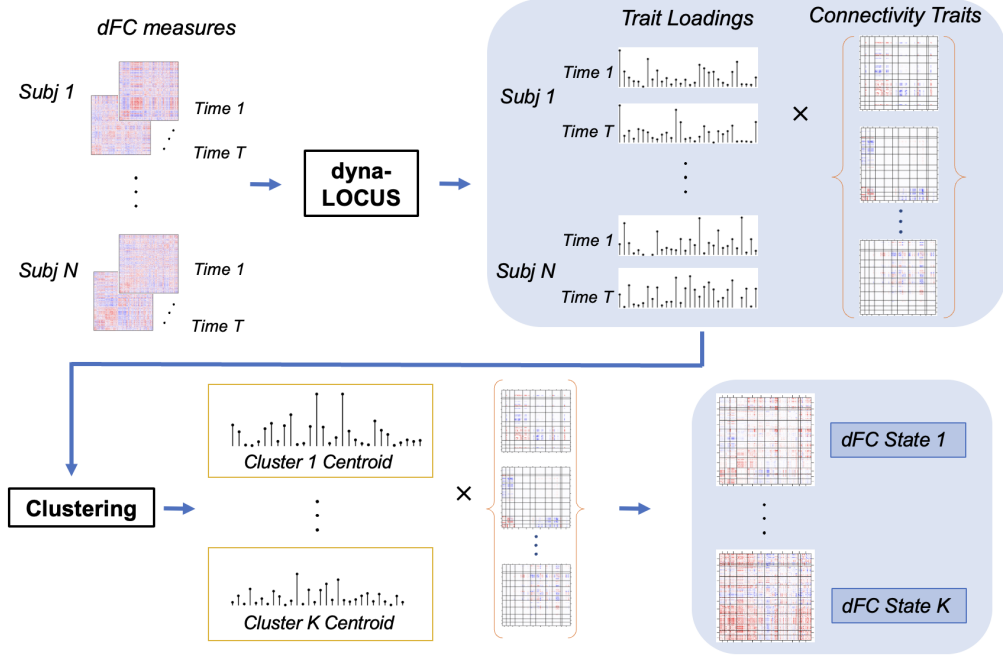 dFC measures
Subj 1
Time 1
Time T
Subj N
Time 1
Time T
dyna-
LOCUS
Trait Loadings
Connectivity Traits
Subj 1
Time 1
Time T
×
Subj N
Time 1
Time T
Clustering
Cluster 1 Centroid
Cluster K Centroid
×
dFC State 1
dFC State K